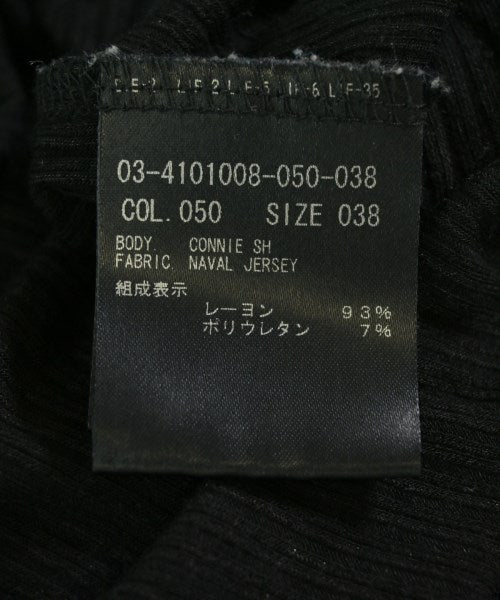 03-4101008-050-038
COL. 050 SIZE 038
BODY. CONNIE SH
FABRIC NAVAL JERSEY
組成表示
レーヨン 93%
ポリウレタン 7%